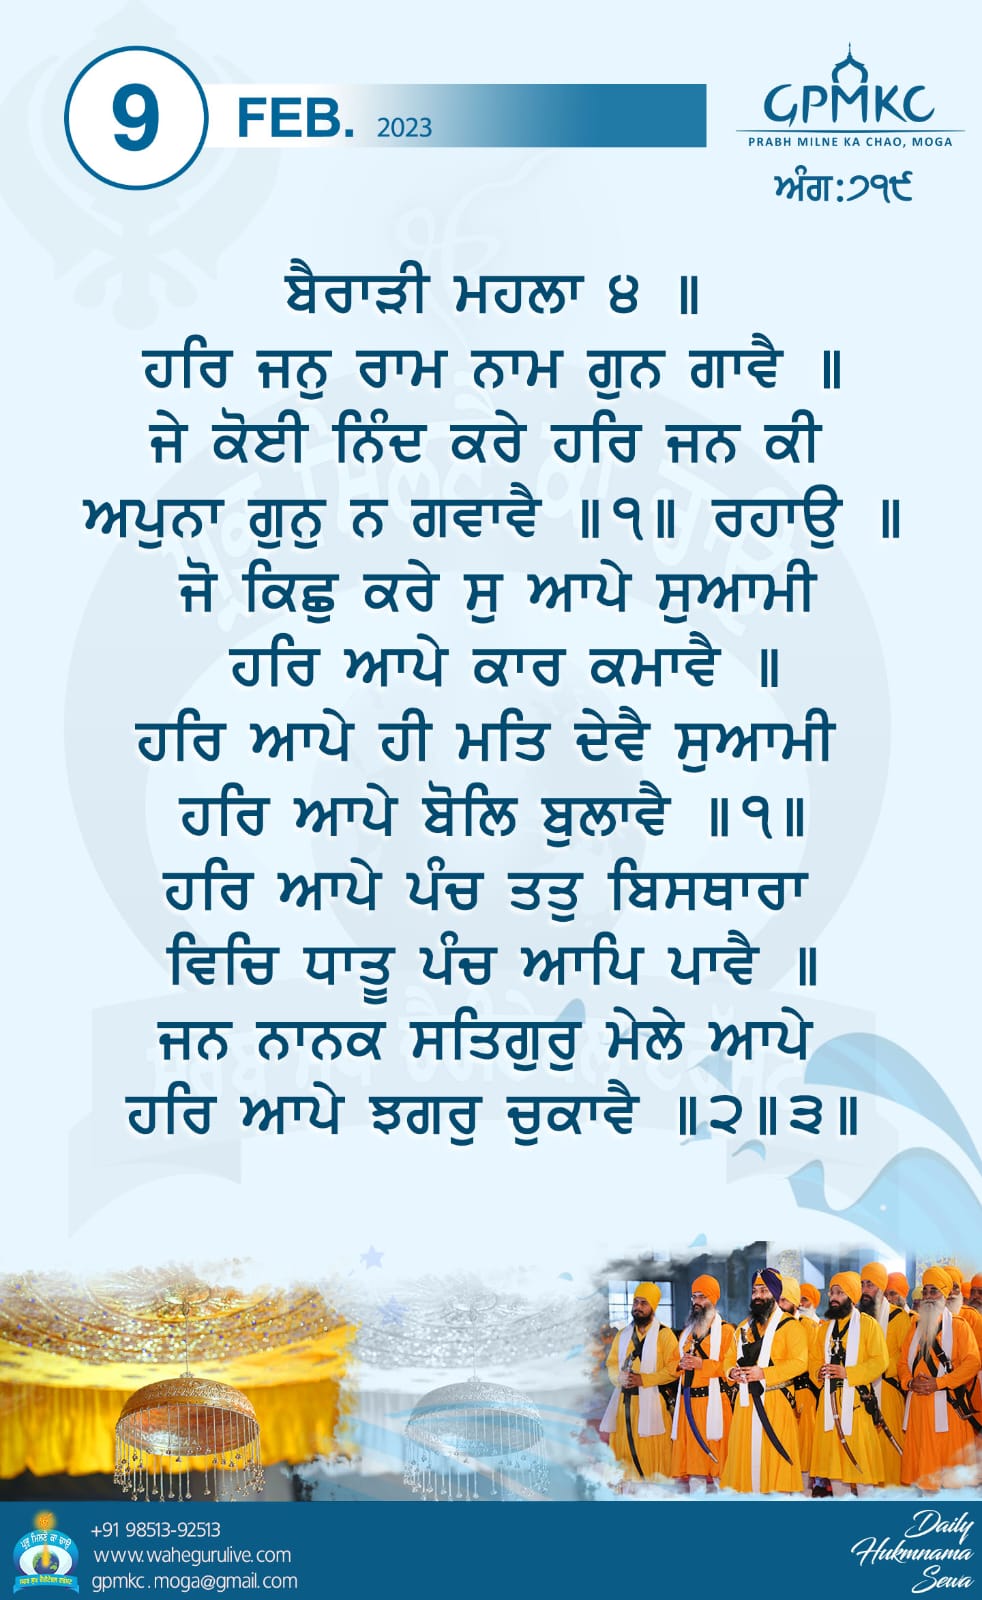 9
FEB. 2023
GPMKC
PRABH MILNE KA CHAO, MOGA
ਅੰਗ:੭੧੯
ਬੈਰਾੜੀ ਮਹਲਾ ੪ ॥
ਹਰਿ ਜਨੁ ਰਾਮ ਨਾਮ ਗੁਨ ਗਾਵੈ ॥
ਜੇ ਕੋਈ ਨਿੰਦ ਕਰੇ ਹਰਿ ਜਨ ਕੀ
ਅਪੁਨਾ ਗੁਨੁ ਨ ਗਵਾਵੈ ॥੧॥ ਰਹਾਉ ॥
ਜੋ ਕਿਛੁ ਕਰੇ ਸੁ ਆਪੇ ਸੁਆਮੀ
ਹਰਿ ਆਪੇ ਕਾਰ ਕਮਾਵੈ ॥
ਹਰਿ ਆਪੇ ਹੀ ਮਤਿ ਦੇਵੈ ਸੁਆਮੀ
ਹਰਿ ਆਪੇ ਬੋਲਿ ਬੁਲਾਵੈ ॥੧॥
ਹਰਿ ਆਪੇ ਪੰਚ ਤਤੁ ਬਿਸਥਾਰਾ
ਵਿਚਿ ਧਾਤੂ ਪੰਚ ਆਪਿ ਪਾਵੈ ॥
ਜਨ ਨਾਨਕ ਸਤਿਗੁਰੁ ਮੇਲੇ ਆਪੇ
ਹਰਿ ਆਪੇ ਝਗਰੁ ਚੁਕਾਵੈ ॥੨॥੩॥
+91 98513-92513
www.wahegurulive.com
gpmkc.moga@gmail.com
Daily
Hukmnama
Sewa